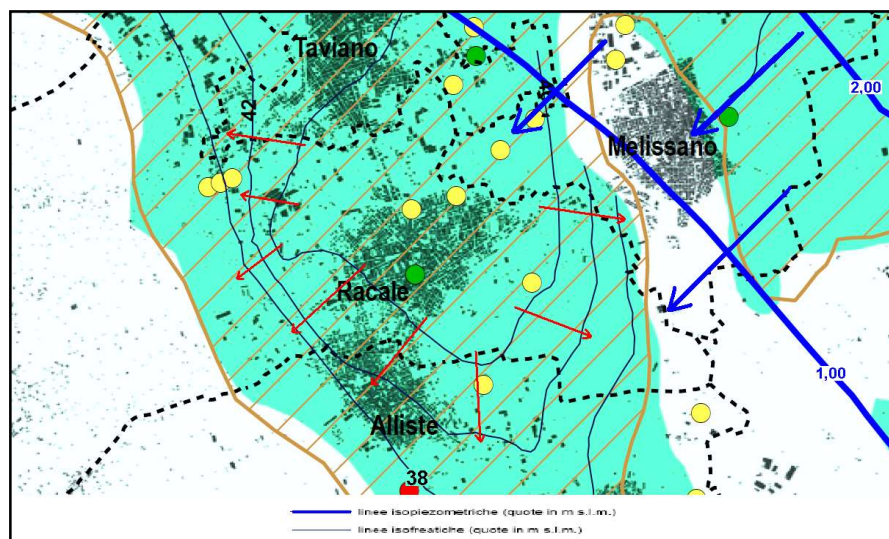 Taviano
42
2,00
Melissano
Racale
1,00
Alliste
38
linee isopiezometriche (quote in m s.l.m.)
linee isofreatiche (quote in m s.l.m.)